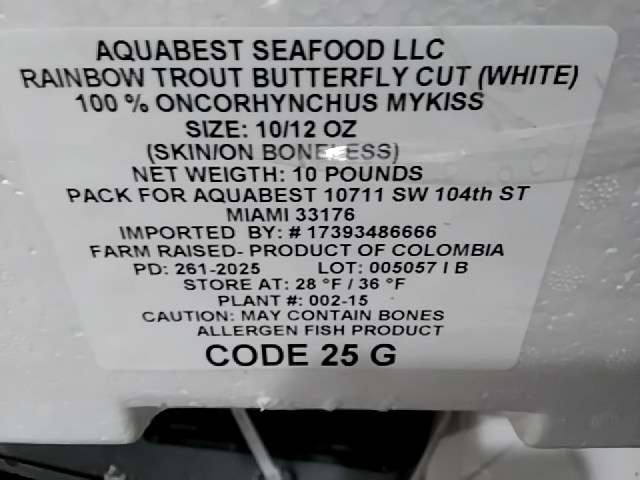 AQUABEST SEAFOOD LLC
RAINBOW TROUT BUTTERFLY CUT (WHITE)
100 % ONCORHYNCHUS MYKISS
SIZE: 10/12 OZ
(SKIN/ON BONELESS)
NET WEIGTH: 10 POUNDS
PACK FOR AQUABEST 10711 SW 104th ST
MIAMI 33176
IMPORTED BY: # 17393486666
FARM RAISED- PRODUCT OF COLOMBIA
PD: 261-2025 LOT: 005057 I B
STORE AT: 28 °F / 36 °F
PLANT #: 002-15
CAUTION: MAY CONTAIN BONES
ALLERGEN FISH PRODUCT
CODE 25 G